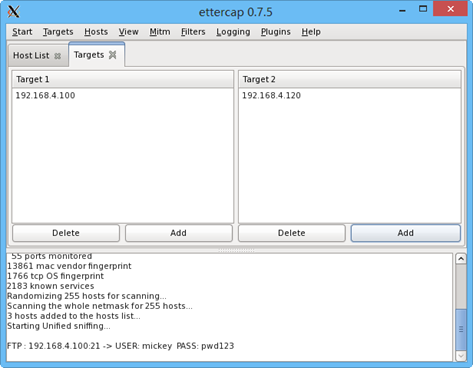 ettercap 0.7.5
Start Targets Hosts View Mitm Filters Logging Plugins Help
Host List Targets
Target 1 Target 2
192.168.4.100 192.168.4.120
Delete Add Delete Add
55 ports monitored
13861 mac vendor fingerprint
1766 tcp OS fingerprint
2183 known services
Randomizing 255 hosts for scanning...
Scanning the whole netmask for 255 hosts...
3 hosts added to the hosts list...
Starting Unified sniffing...
FTP : 192.168.4.100:21 -> USER: mickey PASS: pwd123